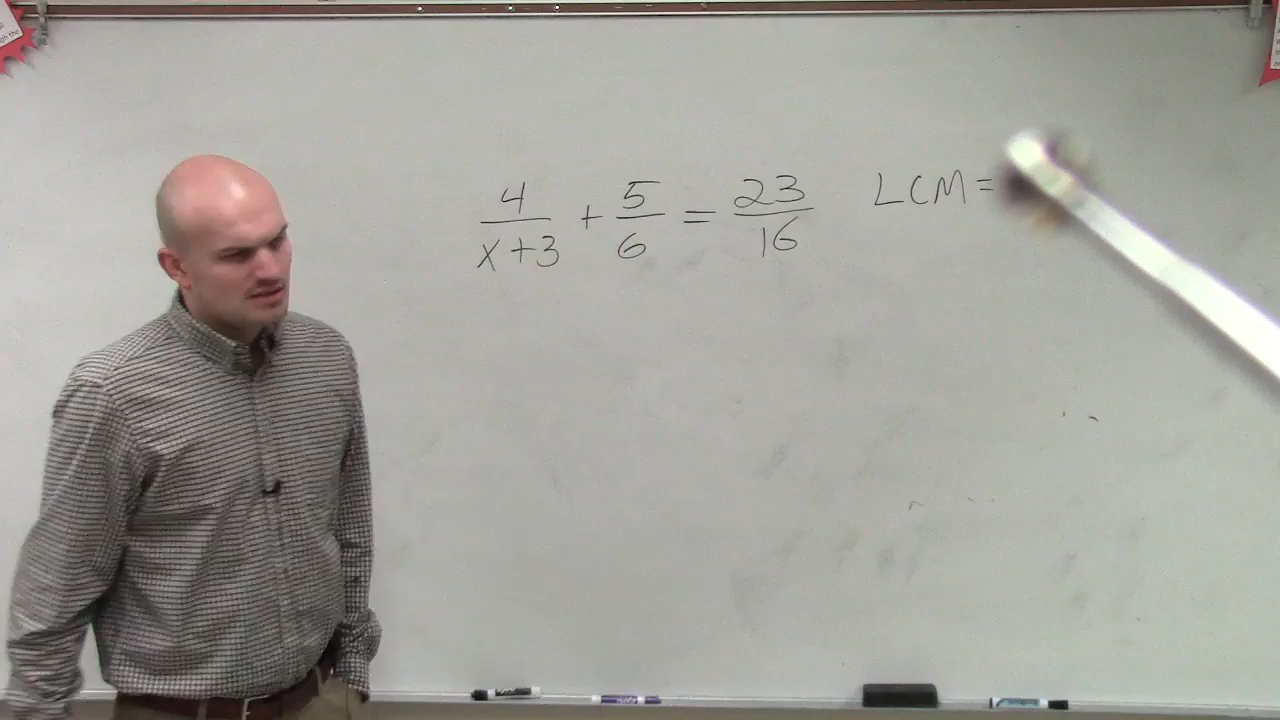 4/(x+3) + 5/6 = 23/16 LCM =